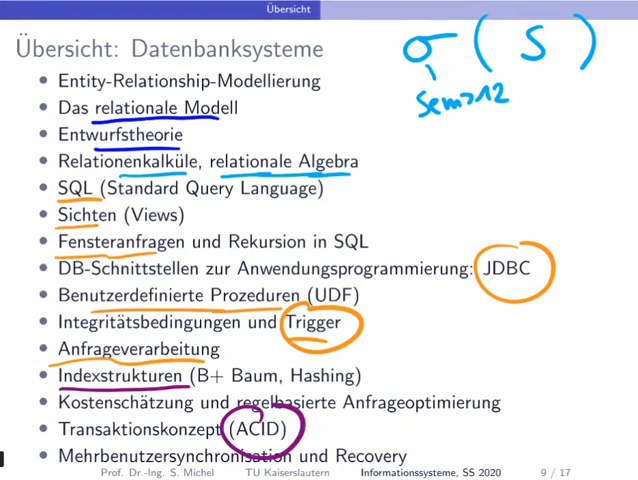 Übersicht
Übersicht: Datenbanksysteme
σ ( S )
Sem>12
Entity-Relationship-Modellierung
Das relationale Modell
Entwurfstheorie
Relationenkalküle, relationale Algebra
SQL (Standard Query Language)
Sichten (Views)
Fensteranfragen und Rekursion in SQL
DB-Schnittstellen zur Anwendungsprogrammierung: JDBC
Benutzerdefinierte Prozeduren (UDF)
Integritätsbedingungen und Trigger
Anfrageverarbeitung
Indexstrukturen (B+ Baum, Hashing)
Kostenschätzung und regelbasierte Anfrageoptimierung
Transaktionskonzept (ACID)
Mehrbenutzersynchronisation und Recovery
Prof. Dr.-Ing. S. Michel TU Kaiserslautern Informationssysteme, SS 2020 9 / 17